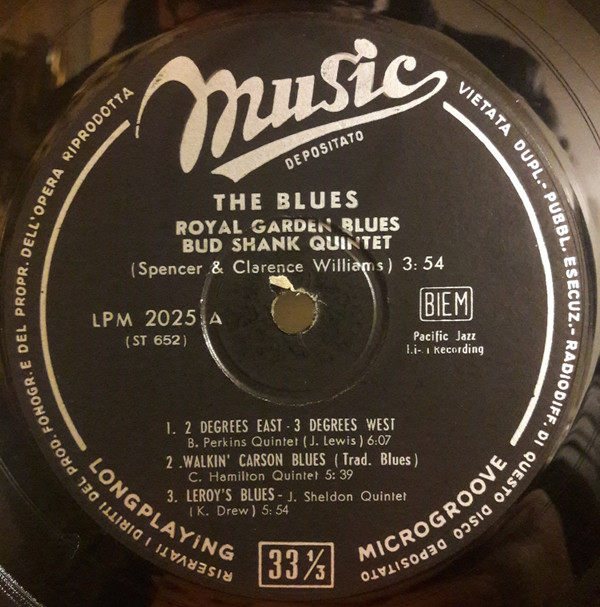 Music
DEPOSITATO
RISERVATI I DIRITTI DEL PROD. FONOGR. E DEL PROPR. DELL'OPERA RIPRODOTTA
VIETATA DUPL.- PUBBL. ESECUZ.- RADIODIFF. DI QUESTO DISCO DEPOSITATO
THE BLUES
ROYAL GARDEN BLUES
BUD SHANK QUINTET
(Spencer & Clarence Williams) 3:54
LPM 2025 A
(ST 652)
BIEM
Pacific Jazz
Recording
1. 2 DEGREES EAST - 3 DEGREES WEST
B. Perkins Quintet (J. Lewis) 6:07
2 .WALKIN' CARSON BLUES (Trad. Blues)
C. Hamilton Quintet 5:39
3. LEROY'S BLUES - J. Sheldon Quintet
(K. Drew) 5:54
LONGPLAYING
33 1/3
MICROGROOVE